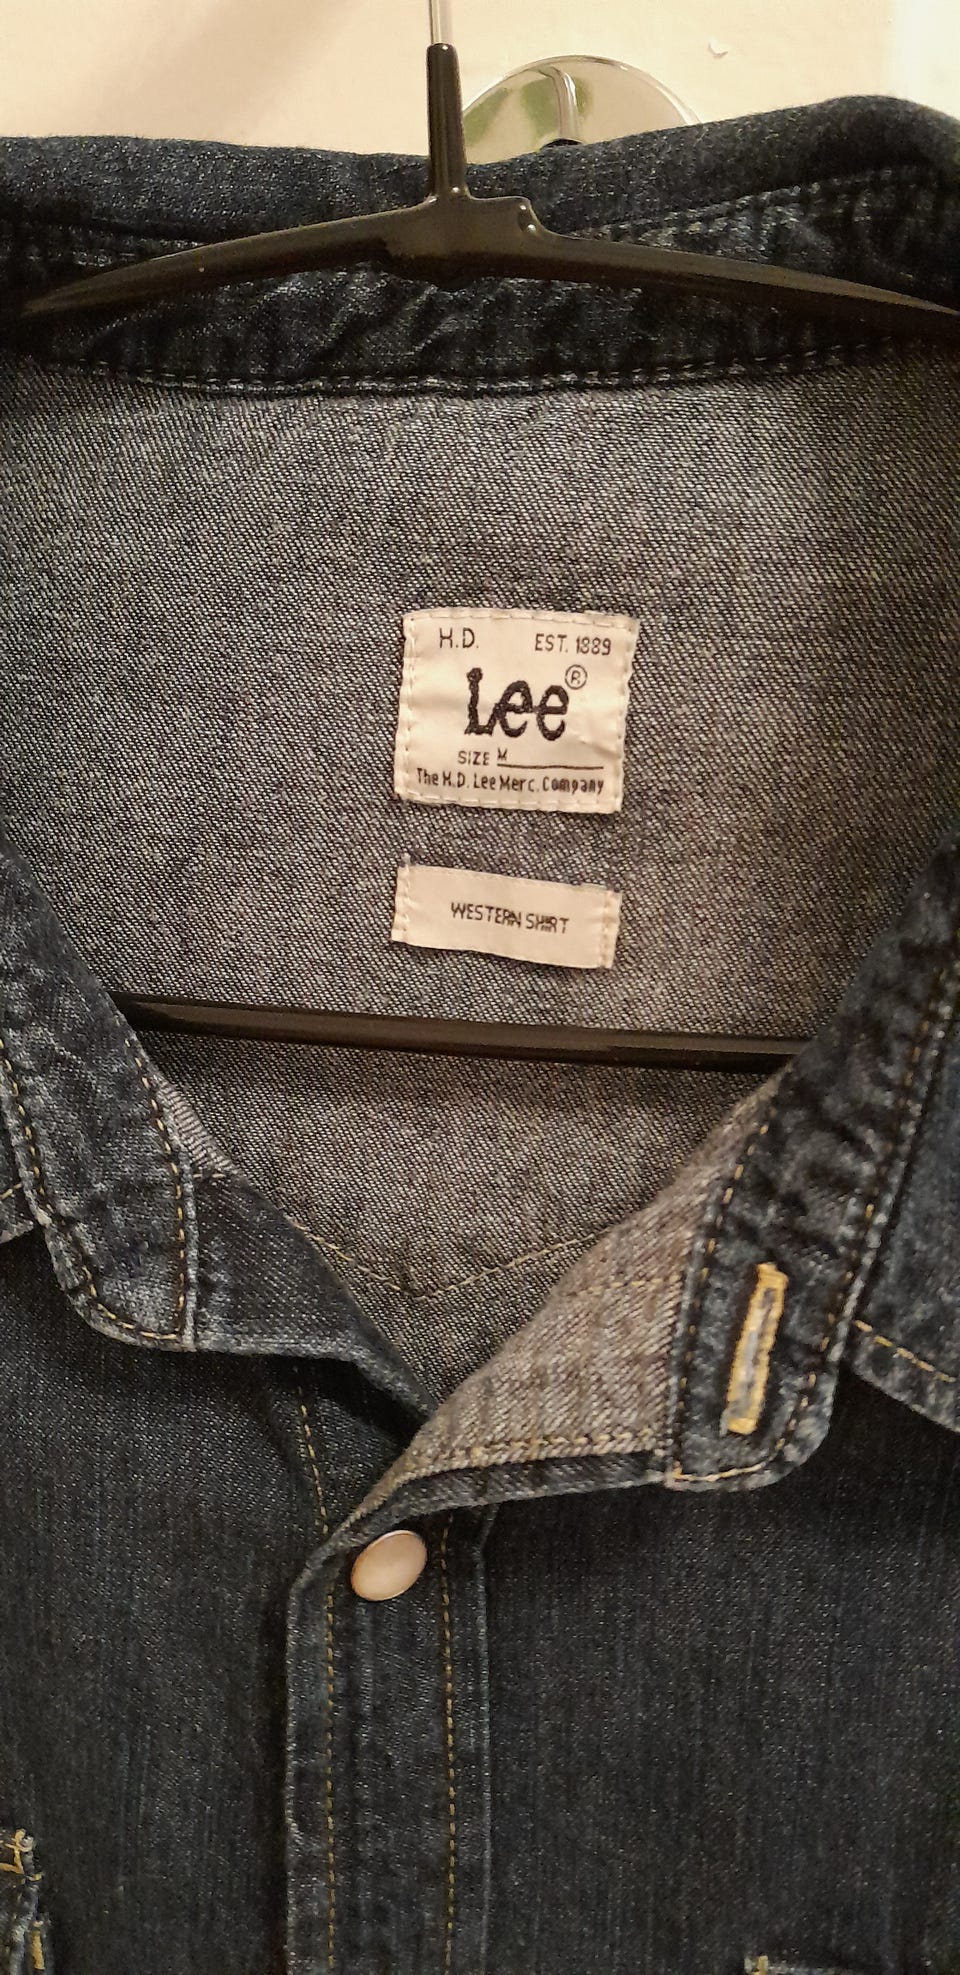 H.D. EST. 1889
Lee®
SIZE M
The H.D. Lee Merc. Company
WESTERN SHIRT